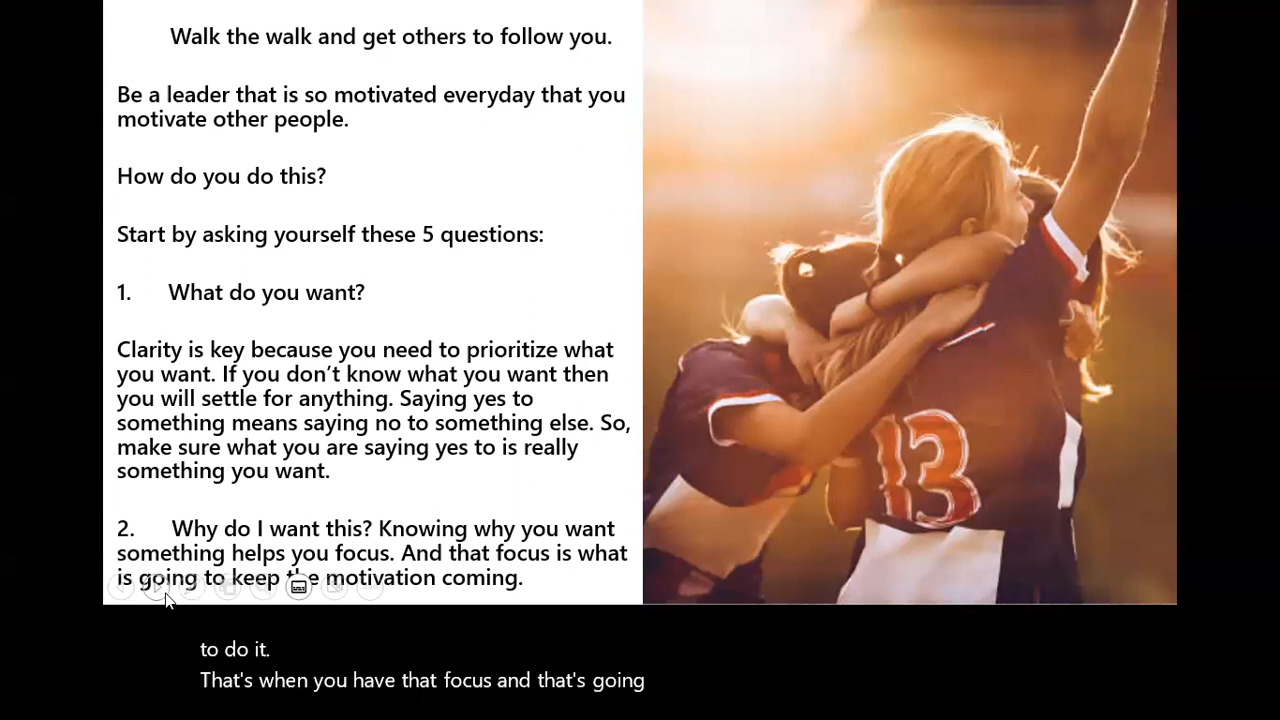 Walk the walk and get others to follow you.
Be a leader that is so motivated everyday that you
motivate other people.
How do you do this?
Start by asking yourself these 5 questions:
1. What do you want?
Clarity is key because you need to prioritize what
you want. If you don’t know what you want then
you will settle for anything. Saying yes to
something means saying no to something else. So,
make sure what you are saying yes to is really
something you want.
2. Why do I want this? Knowing why you want
something helps you focus. And that focus is what
is going to keep the motivation coming.
13
to do it.
That's when you have that focus and that's going